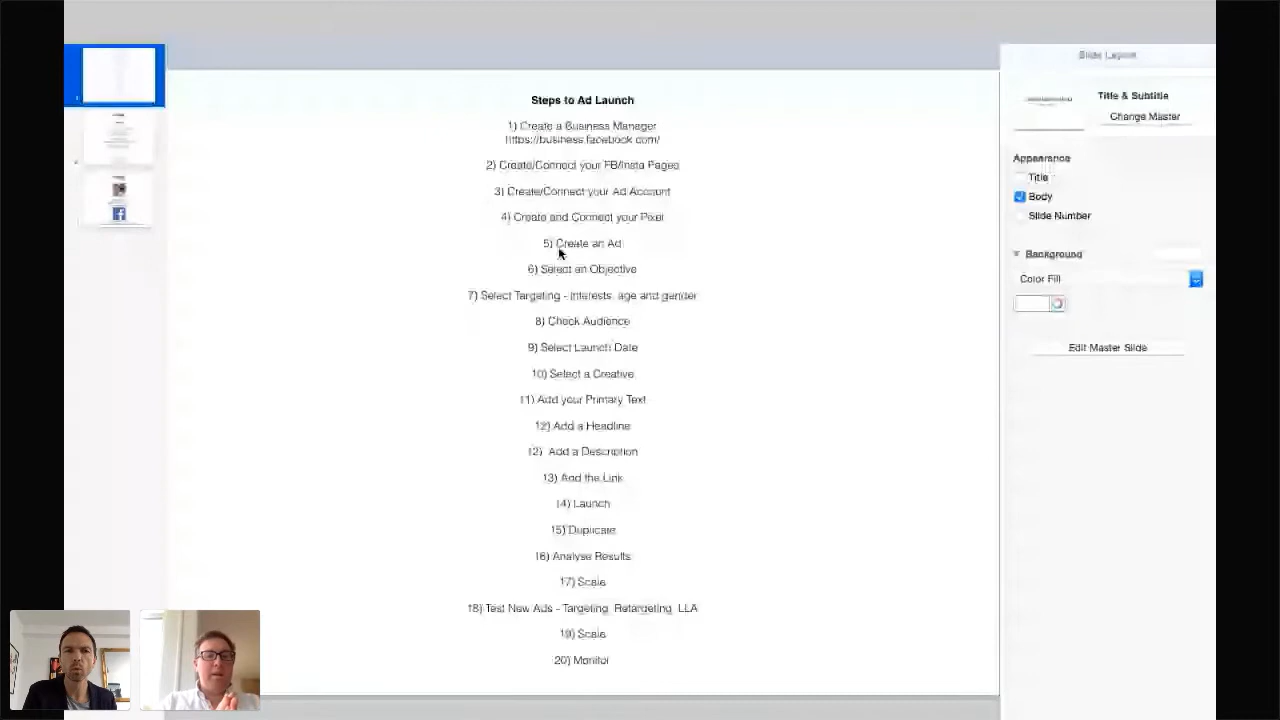 Steps to Ad Launch
1) Create a Business Manager
https://business.facebook.com/
2) Create/Connect your FB/Insta Pages
3) Create/Connect your Ad Account
4) Create and Connect your Pixel
5) Create an Ad
6) Select an Objective
7) Select Targeting - interests, age and gender
8) Check Audience
9) Select Launch Date
10) Select a Creative
11) Add your Primary Text
12) Add a Headline
12) Add a Description
13) Add the Link
14) Launch
15) Duplicate
16) Analyse Results
17) Scale
18) Test New Ads - Targeting, Retargeting, LLA
19) Scale
20) Monitor
Slide Layout
Title & Subtitle
Change Master
Appearance
Title
Body
Slide Number
Background
Color Fill
Edit Master Slide